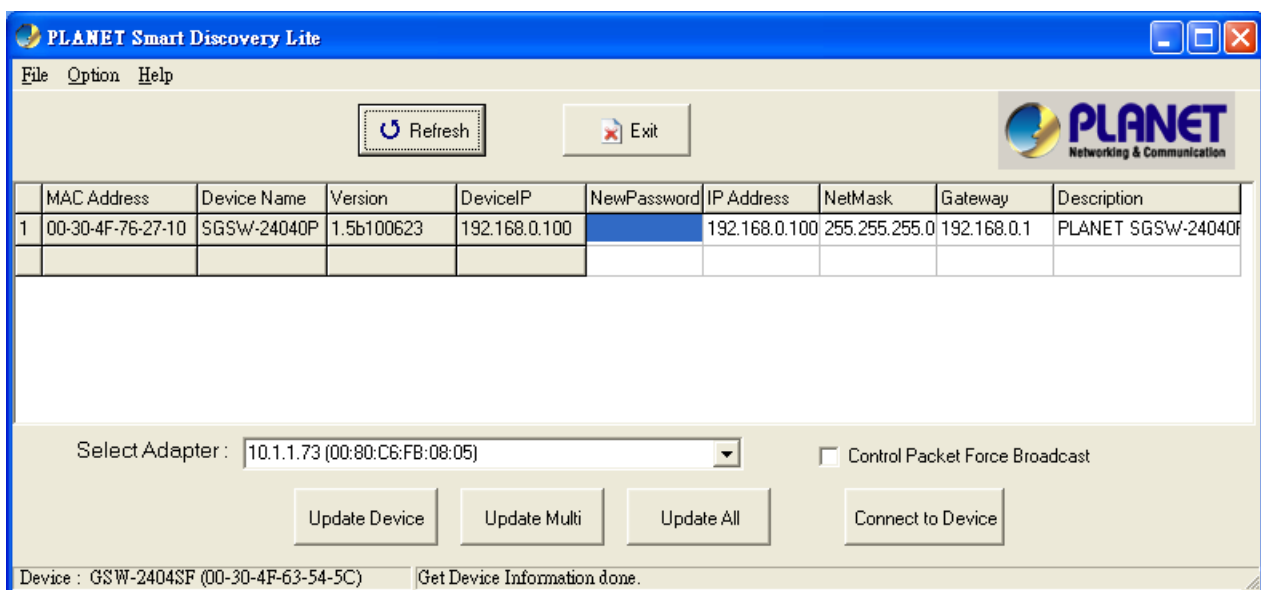 PLANET Smart Discovery Lite
File Option Help
Refresh Exit
PLANET
Networking & Communication
MAC Address Device Name Version DeviceIP NewPassword IP Address NetMask Gateway Description
1 00-30-4F-76-27-10 SGSW-24040P 1.5b100623 192.168.0.100 192.168.0.100 255.255.255.0 192.168.0.1 PLANET SGSW-24040P
Select Adapter : 10.1.1.73 (00:80:C6:FB:08:05) Control Packet Force Broadcast
Update Device Update Multi Update All Connect to Device
Device : GSW-2404SF (00-30-4F-63-54-5C) Get Device Information done.